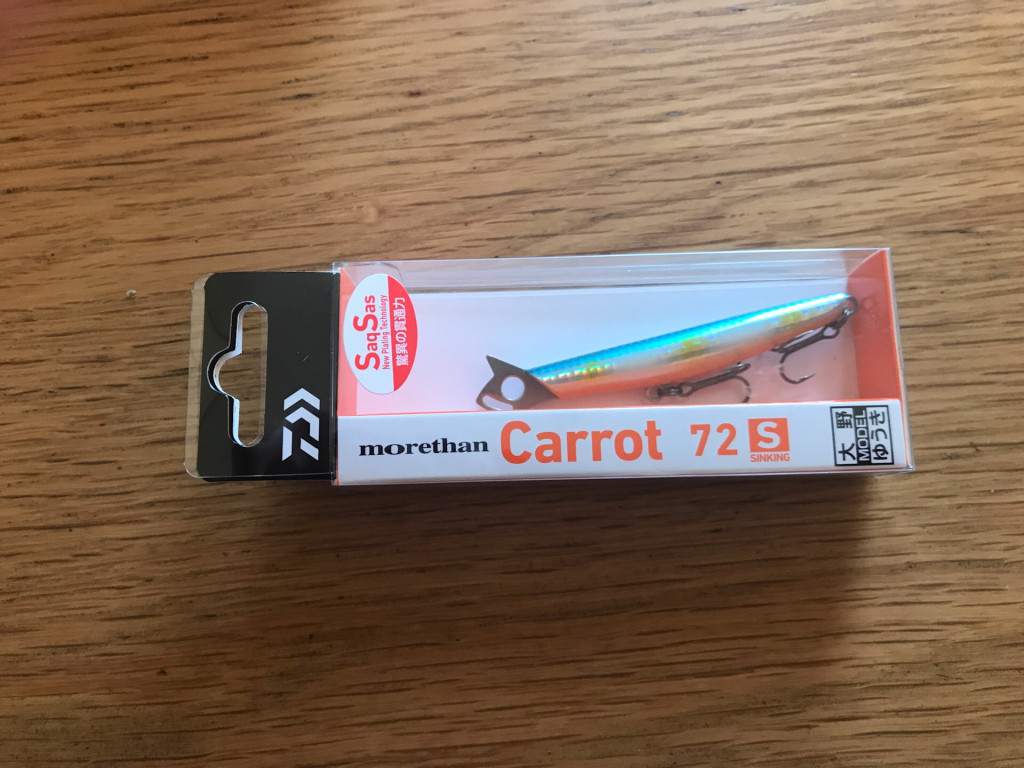 SaqSas
New Plating Technology
驚異の貫通力
morethan Carrot 72 S
SINKING
大野
MODEL
ゆうき